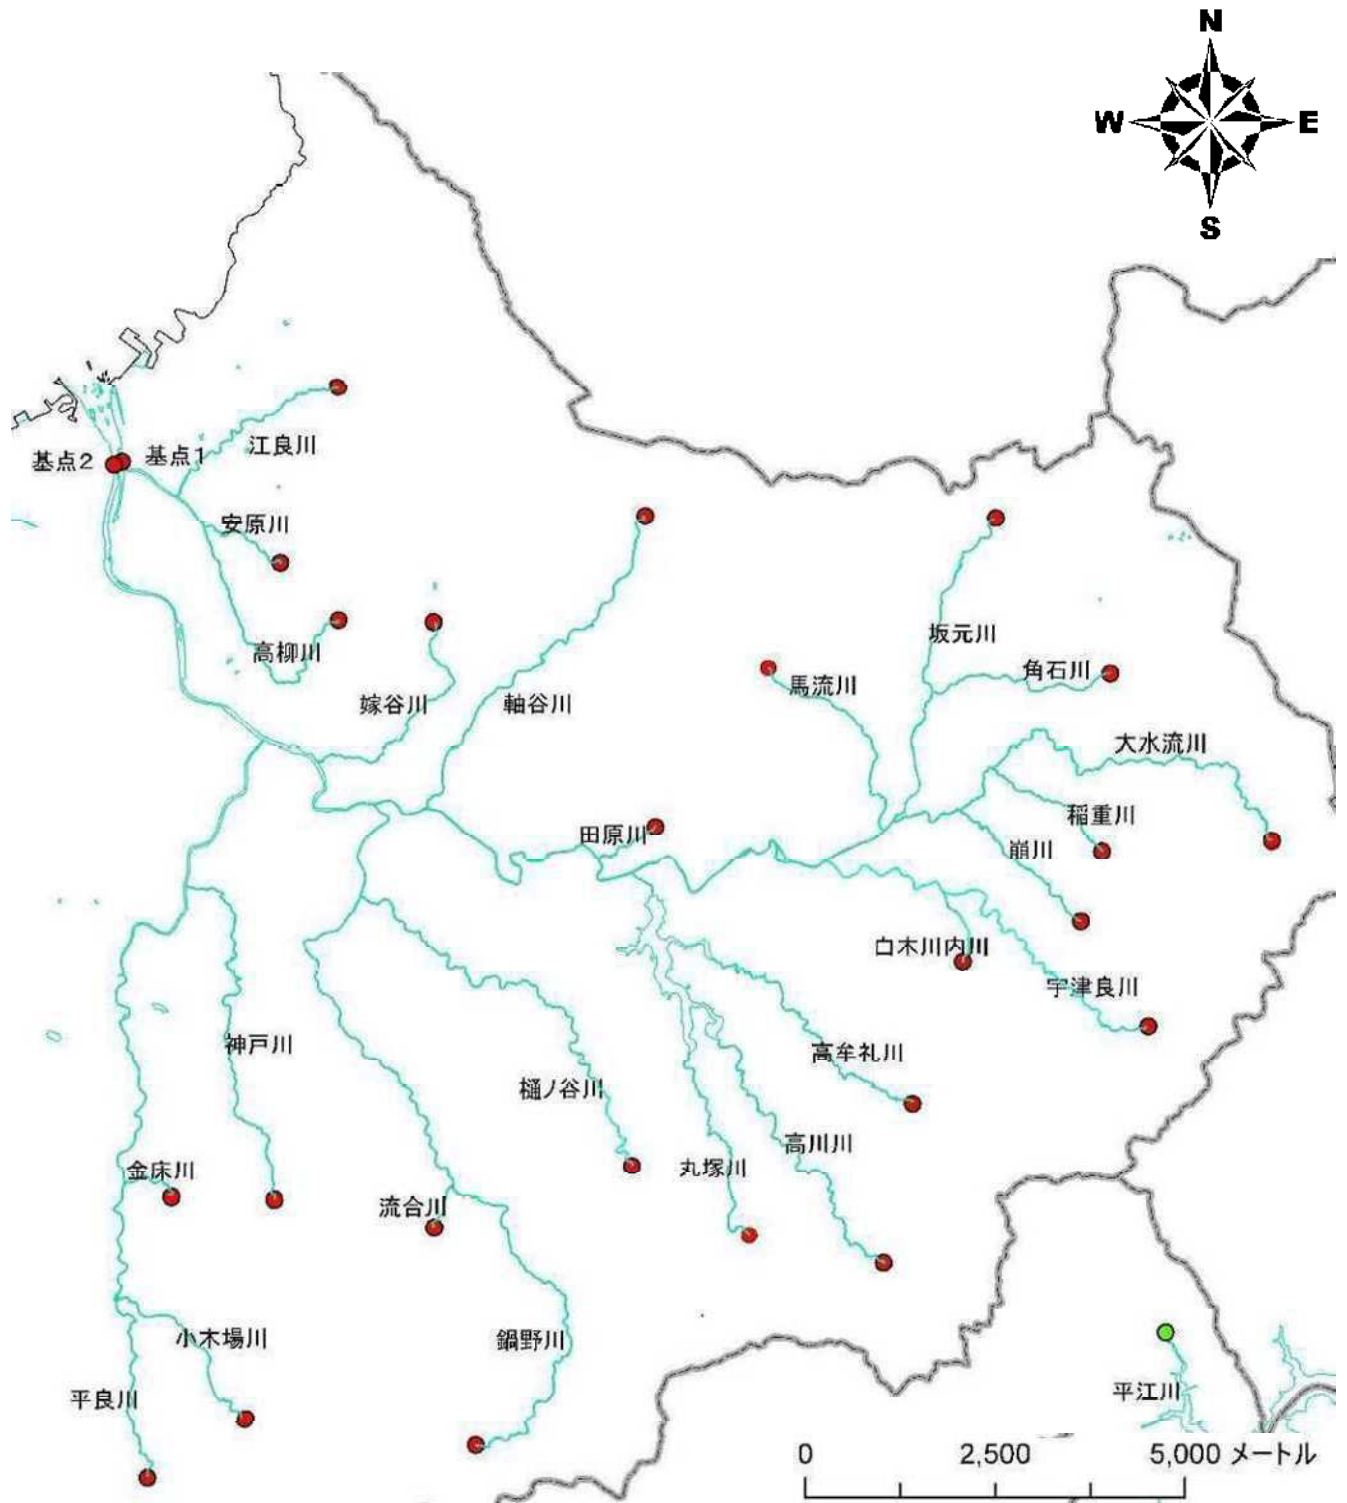 N
W
E
S
江良川
基点2
基点1
安原川
坂元川
高柳川
角石川
馬流川
嫁谷川
軸谷川
大水流川
稲重川
田原川
崩川
白木川内川
宇津良川
神戸川
高牟礼川
樋ノ谷川
高川川
金床川
丸塚川
流合川
小木場川
鍋野川
平江川
平良川
0 2,500 5,000 メートル